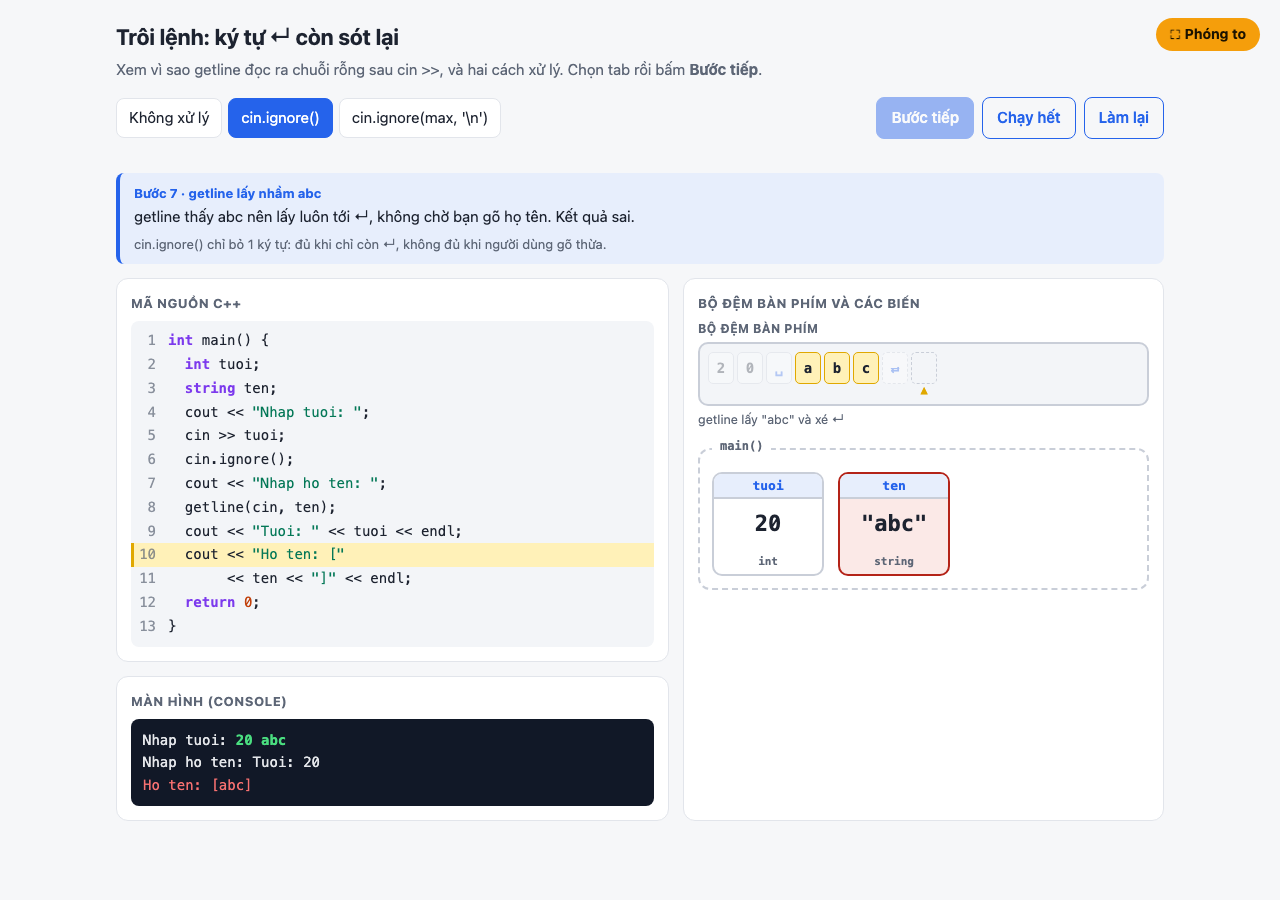 Trôi lệnh: ký tự ↵ còn sót lại
⛶ Phóng to
Xem vì sao getline đọc ra chuỗi rỗng sau cin >>, và hai cách xử lý. Chọn tab rồi bấm Bước tiếp.
Không xử lý
cin.ignore()
cin.ignore(max, '\n')
Bước tiếp
Chạy hết
Làm lại
Bước 7 · getline lấy nhầm abc
getline thấy abc nên lấy luôn tới ↵, không chờ bạn gõ họ tên. Kết quả sai.
cin.ignore() chỉ bỏ 1 ký tự: đủ khi chỉ còn ↵, không đủ khi người dùng gõ thừa.
MÃ NGUỒN C++
1 int main() {
2   int tuoi;
3   string ten;
4   cout << "Nhap tuoi: ";
5   cin >> tuoi;
6   cin.ignore();
7   cout << "Nhap ho ten: ";
8   getline(cin, ten);
9   cout << "Tuoi: " << tuoi << endl;
10   cout << "Ho ten: ["
11        << ten << "]" << endl;
12   return 0;
13 }
MÀN HÌNH (CONSOLE)
Nhap tuoi: 20 abc
Nhap ho ten: Tuoi: 20
Ho ten: [abc]
BỘ ĐỆM BÀN PHÍM VÀ CÁC BIẾN
BỘ ĐỆM BÀN PHÍM
2 0 ␣ a b c ↵
▲
getline lấy "abc" và xé ↵
main()
tuoi
20
int
ten
"abc"
string